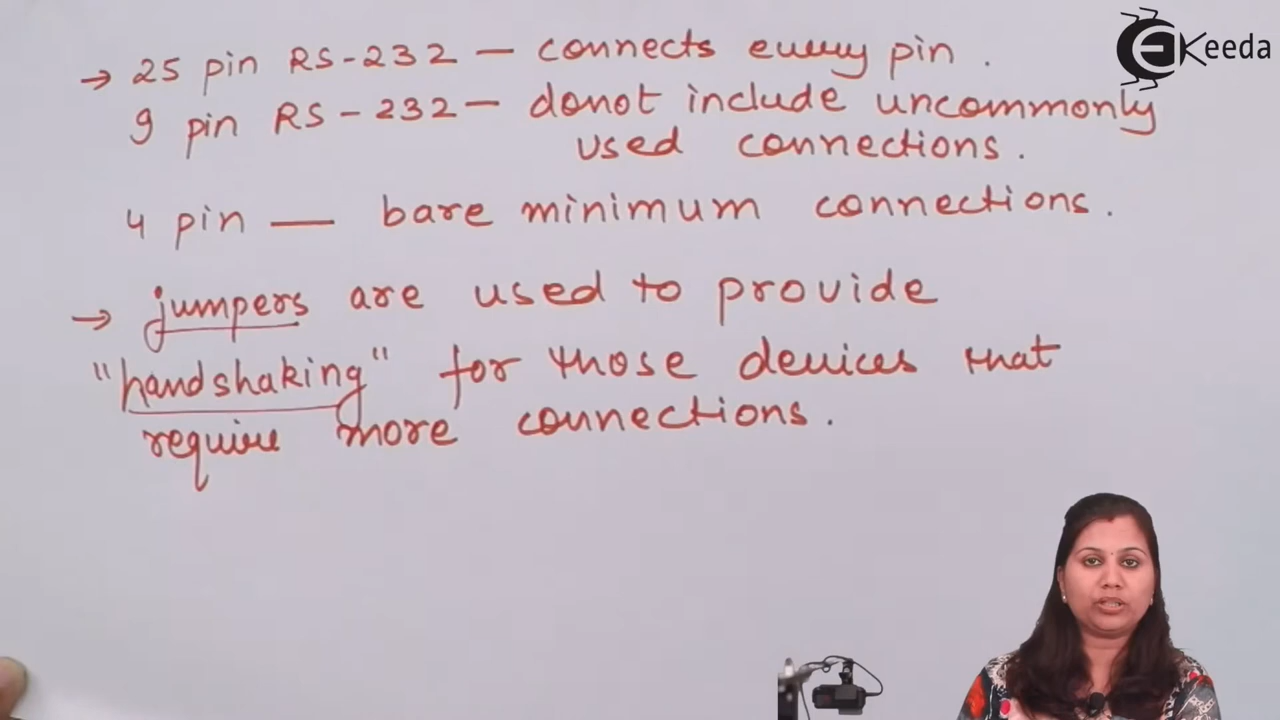 → 25 pin RS-232 — connects every pin.
9 pin RS-232 — donot include uncommonly
used connections.
4 pin — bare minimum connections.
→ jumpers are used to provide
"handshaking" for those devices that
require more connections.
EKeeda